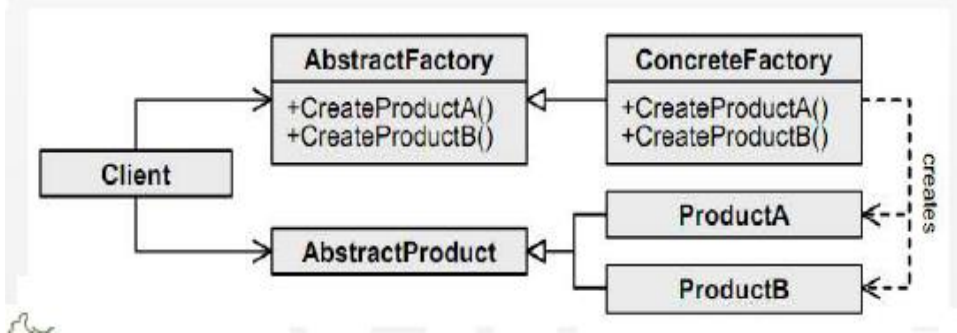 AbstractFactory
+CreateProductA()
+CreateProductB()
ConcreteFactory
+CreateProductA()
+CreateProductB()
Client
AbstractProduct
ProductA
ProductB
creates